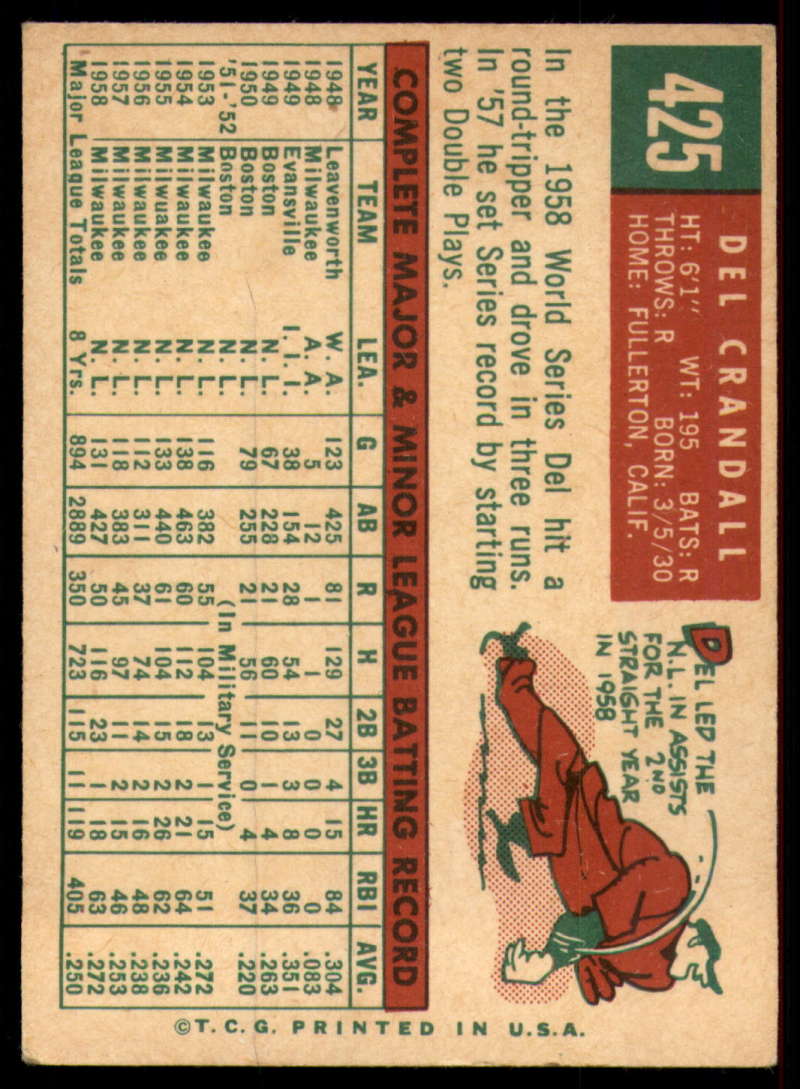 425
DEL CRANDALL
HT: 6'1" WT: 195 BATS: R
THROWS: R BORN: 3/5/30
HOME: FULLERTON, CALIF.
In the 1958 World Series Del hit a
round-tripper and drove in three runs.
In '57 he set Series record by starting
two Double Plays.
DEL LED THE
N.L. IN ASSISTS
FOR THE 2ND
STRAIGHT YEAR
IN 1958
COMPLETE MAJOR & MINOR LEAGUE BATTING RECORD
YEAR TEAM LEA. G AB R H 2B 3B HR RBI AVG.
1948 Leavenworth W. A. 123 425 81 129 27 4 15 84 .304
1948 Milwaukee A. A. 5 12 1 1 0 0 0 0 .083
1949 Evansville I. I. I. 38 154 28 54 13 3 8 36 .351
1949 Boston N. L. 67 228 21 60 10 1 4 34 .263
1950 Boston N. L. 79 255 21 56 11 0 4 37 .220
'51-'52 Boston N. L. (In Military Service)
1953 Milwaukee N. L. 116 382 55 104 13 1 15 51 .272
1954 Milwaukee N. L. 138 463 60 112 18 2 21 64 .242
1955 Milwuakee N. L. 133 440 61 104 15 2 26 62 .236
1956 Milwaukee N. L. 112 311 37 74 14 2 16 48 .238
1957 Milwaukee N. L. 118 383 45 97 11 2 15 46 .253
1958 Milwaukee N. L. 131 427 50 116 23 1 18 63 .272
Major League Totals 8 Yrs. 894 2889 350 723 115 11 119 405 .250
©T.C.G. PRINTED IN U.S.A.